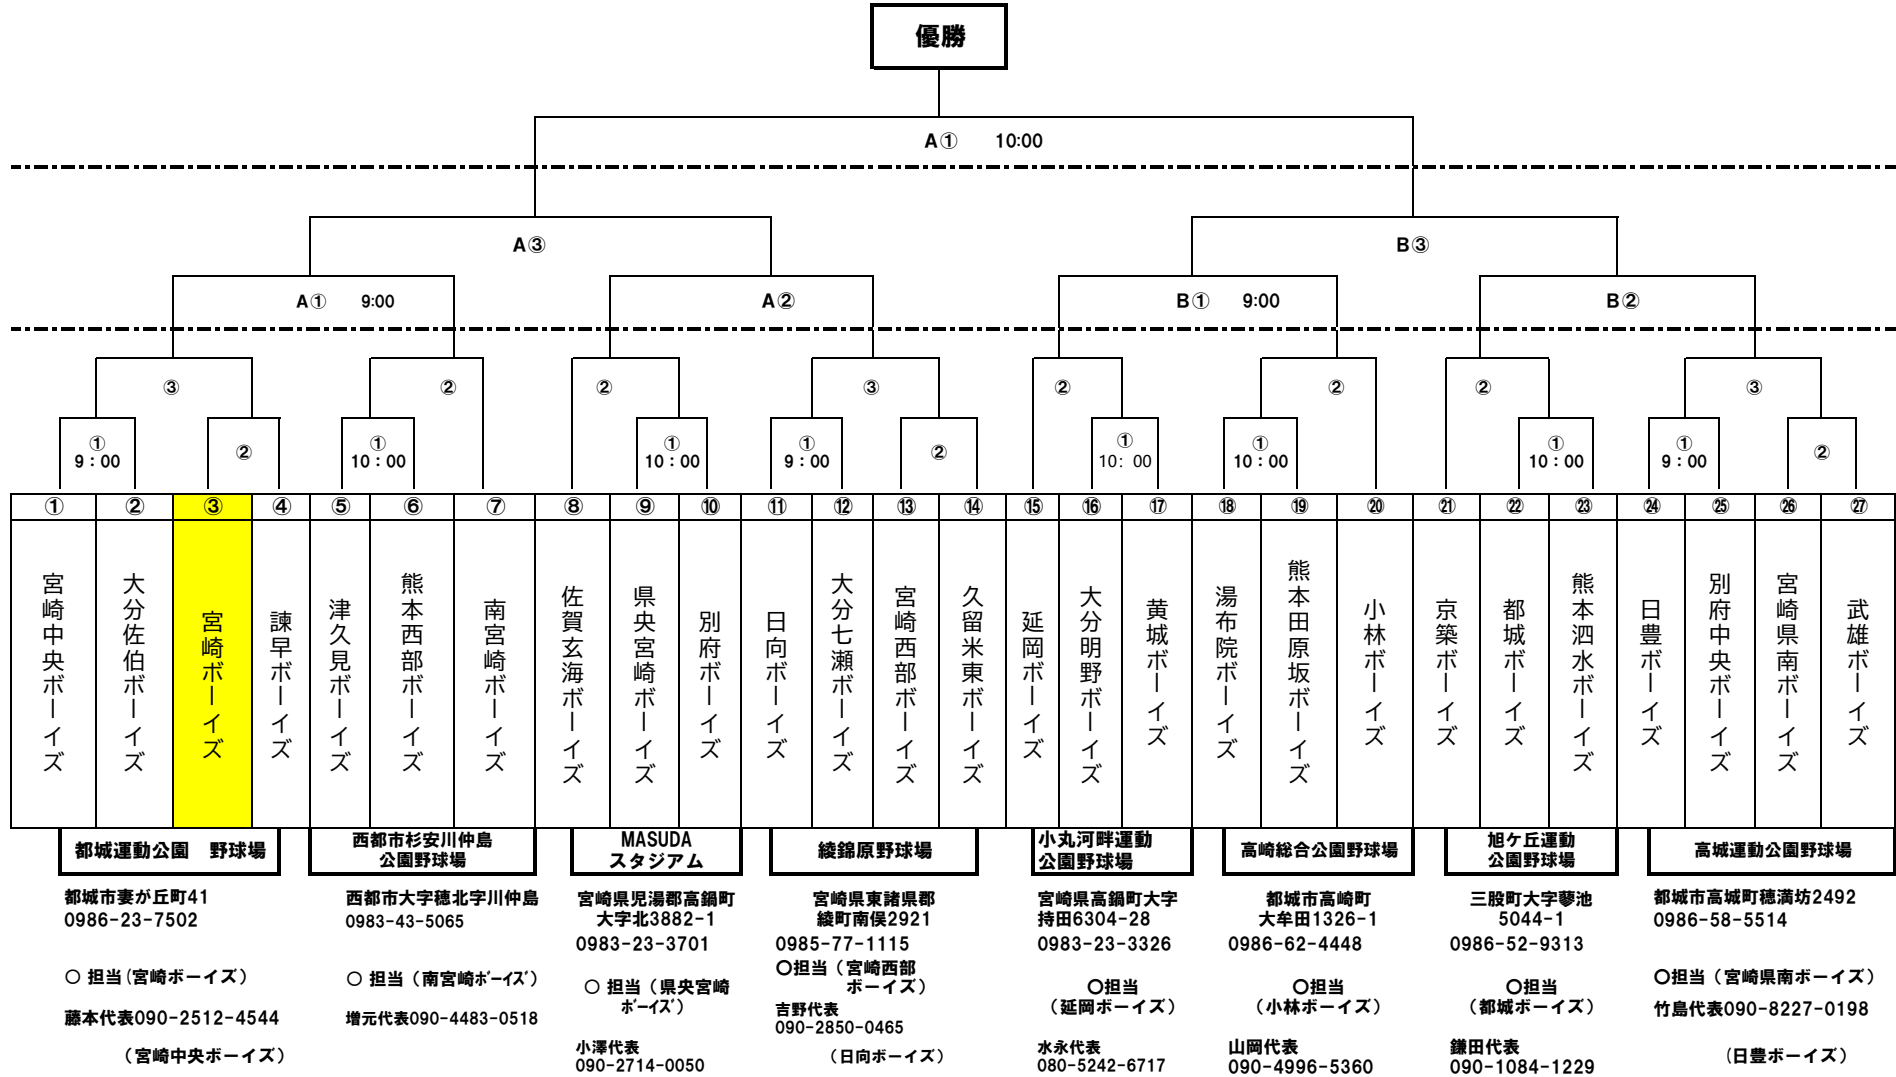 優勝
A① 10:00
A③
B③
A① 9:00
A②
B① 9:00
B②
③
②
②
③
②
②
②
③
①
9：00
②
①
10：00
①
10：00
①
9：00
②
①
10：00
①
10：00
①
10：00
①
9：00
②
① ② ③ ④ ⑤ ⑥ ⑦ ⑧ ⑨ ⑩ ⑪ ⑫ ⑬ ⑭ ⑮ ⑯ ⑰ ⑱ ⑲ ⑳ ㉑ ㉒ ㉓ ㉔ ㉕ ㉖ ㉗
宮崎中央ボーイズ
大分佐伯ボーイズ
宮崎ボーイズ
諫早ボーイズ
津久見ボーイズ
熊本西部ボーイズ
南宮崎ボーイズ
佐賀玄海ボーイズ
県央宮崎ボーイズ
別府ボーイズ
日向ボーイズ
大分七瀬ボーイズ
宮崎西部ボーイズ
久留米東ボーイズ
延岡ボーイズ
大分明野ボーイズ
黄城ボーイズ
湯布院ボーイズ
熊本田原坂ボーイズ
小林ボーイズ
京築ボーイズ
都城ボーイズ
熊本泗水ボーイズ
日豊ボーイズ
別府中央ボーイズ
宮崎県南ボーイズ
武雄ボーイズ
都城運動公園　野球場
都城市妻が丘町41
0986-23-7502
○ 担当(宮崎ボーイズ）
藤本代表090-2512-4544
（宮崎中央ボーイズ）
西都市杉安川仲島
公園野球場
西都市大字穂北字川仲島
0983-43-5065
○ 担当（南宮崎ﾎﾞｰｲｽﾞ）
増元代表090-4483-0518
MASUDA
スタジアム
宮崎県児湯郡高鍋町
大字北3882-1
0983-23-3701
○ 担当（県央宮崎
ﾎﾞｰｲｽﾞ）
小澤代表
090-2714-0050
綾錦原野球場
宮崎県東諸県郡
綾町南俣2921
0985-77-1115
○担当（宮崎西部
ボーイズ）
吉野代表
090-2850-0465
（日向ボーイズ）
小丸河畔運動
公園野球場
宮崎県高鍋町大字
持田6304-28
0983-23-3326
○担当
（延岡ボーイズ）
水永代表
080-5242-6717
高崎総合公園野球場
都城市高崎町
大牟田1326-1
0986-62-4448
○担当
（小林ボーイズ）
山岡代表
090-4996-5360
旭ケ丘運動
公園野球場
三股町大字蓼池
5044-1
0986-52-9313
○担当
（都城ボーイズ）
鎌田代表
090-1084-1229
高城運動公園野球場
都城市高城町穂満坊2492
0986-58-5514
○担当（宮崎県南ボーイズ）
竹島代表090-8227-0198
(日豊ボーイズ）